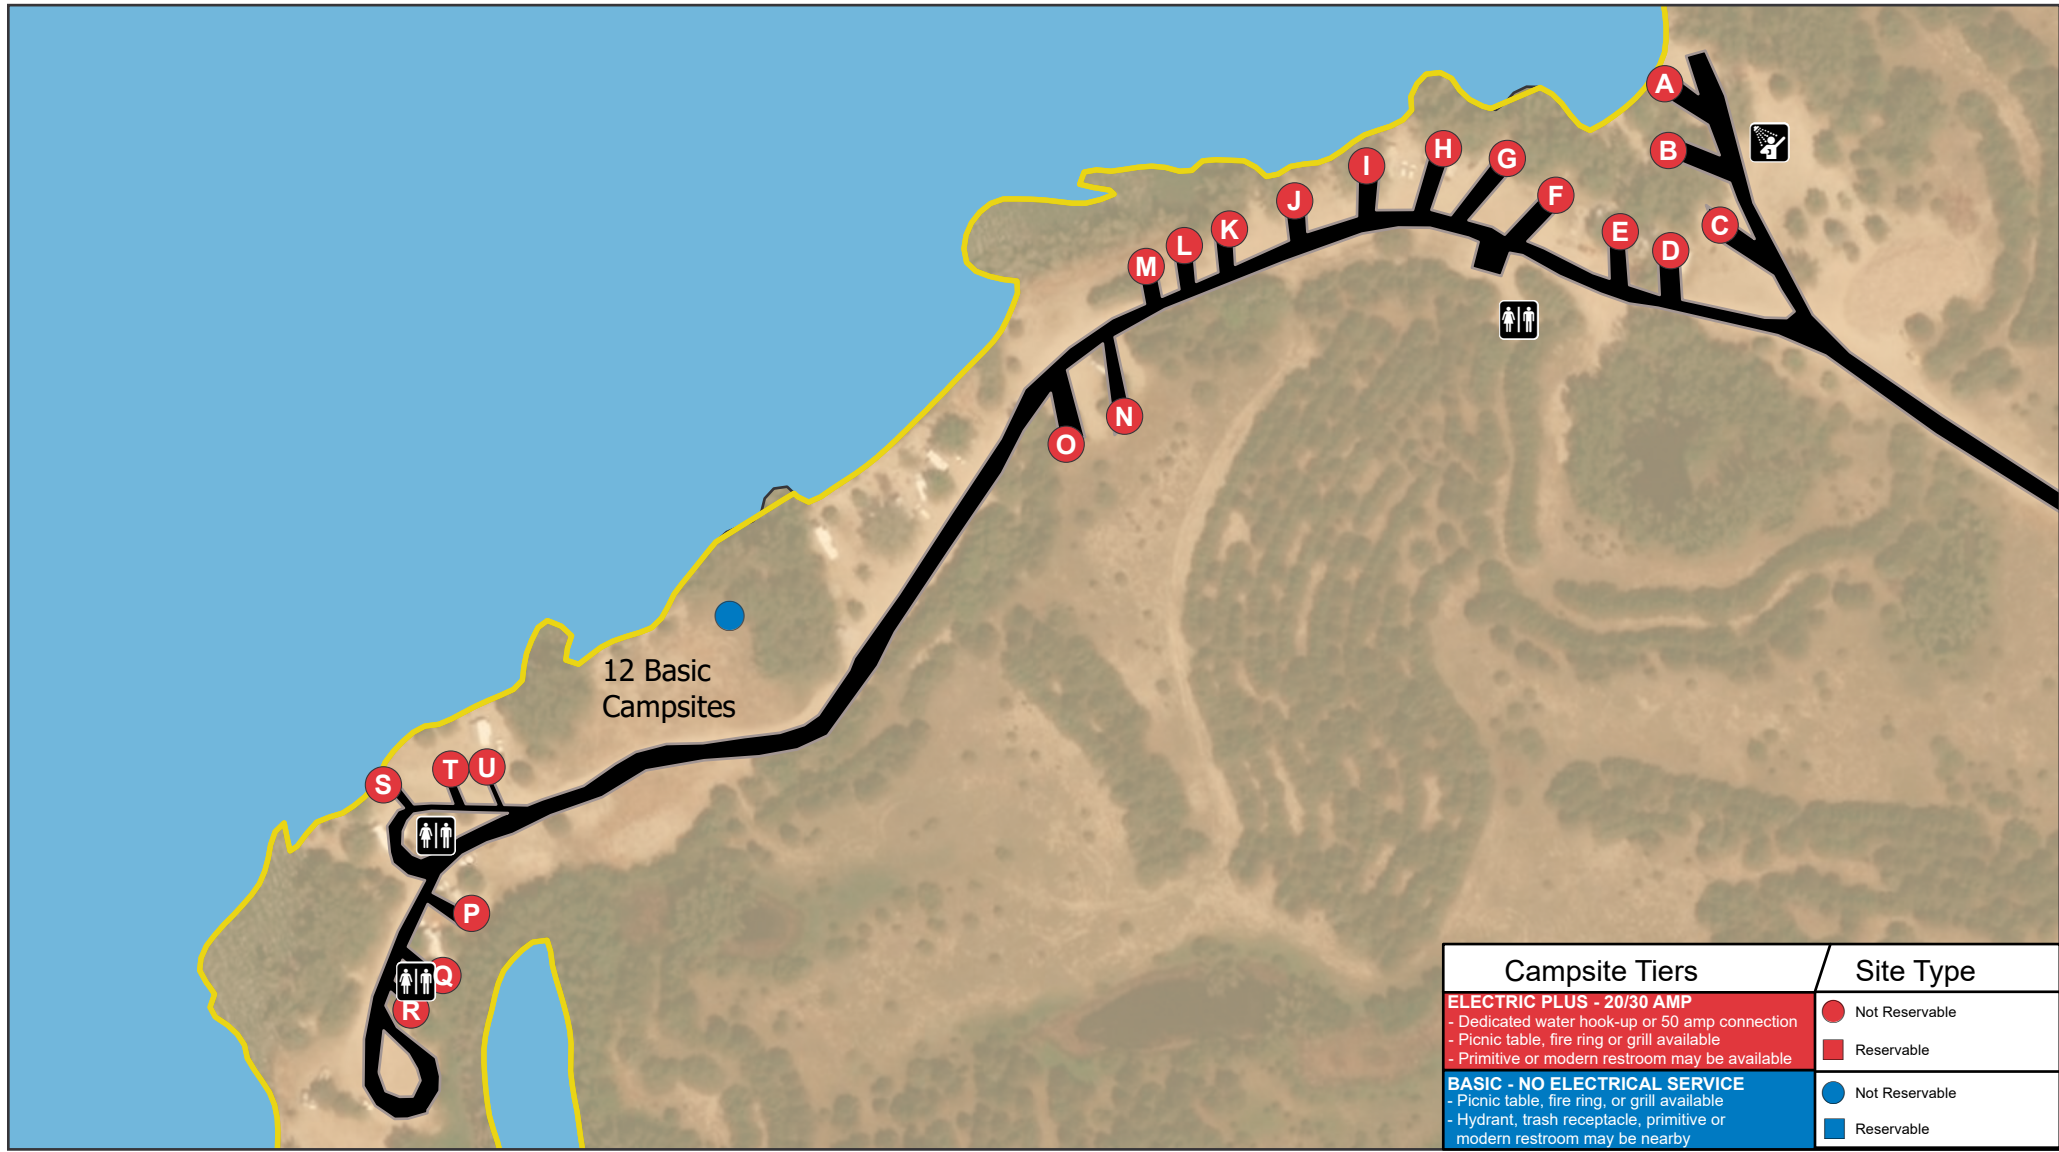 A
B
H
I
G
F
J
C
K
E
L
D
M
N
O
12 Basic
Campsites
S
T
U
P
Q
R
Campsite Tiers
Site Type
ELECTRIC PLUS - 20/30 AMP
- Dedicated water hook-up or 50 amp connection
- Picnic table, fire ring or grill available
- Primitive or modern restroom may be available
Not Reservable
Reservable
BASIC - NO ELECTRICAL SERVICE
- Picnic table, fire ring, or grill available
- Hydrant, trash receptacle, primitive or
modern restroom may be nearby
Not Reservable
Reservable